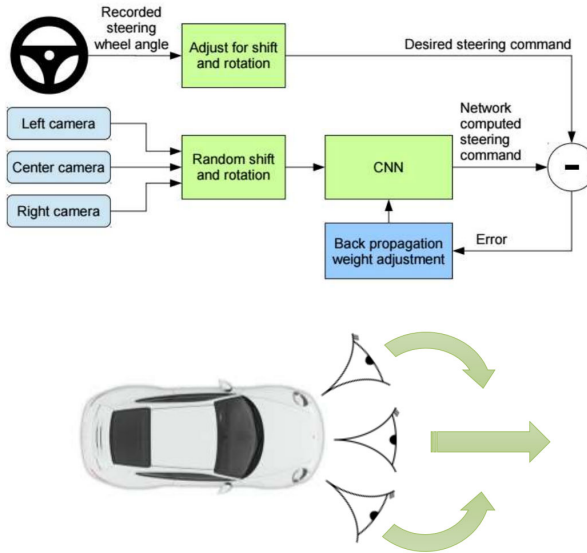 Recorded
steering
wheel angle
Adjust for shift
and rotation
Desired steering command
Left camera
Center camera
Right camera
Random shift
and rotation
CNN
Network
computed
steering
command
-
Back propagation
weight adjustment
Error